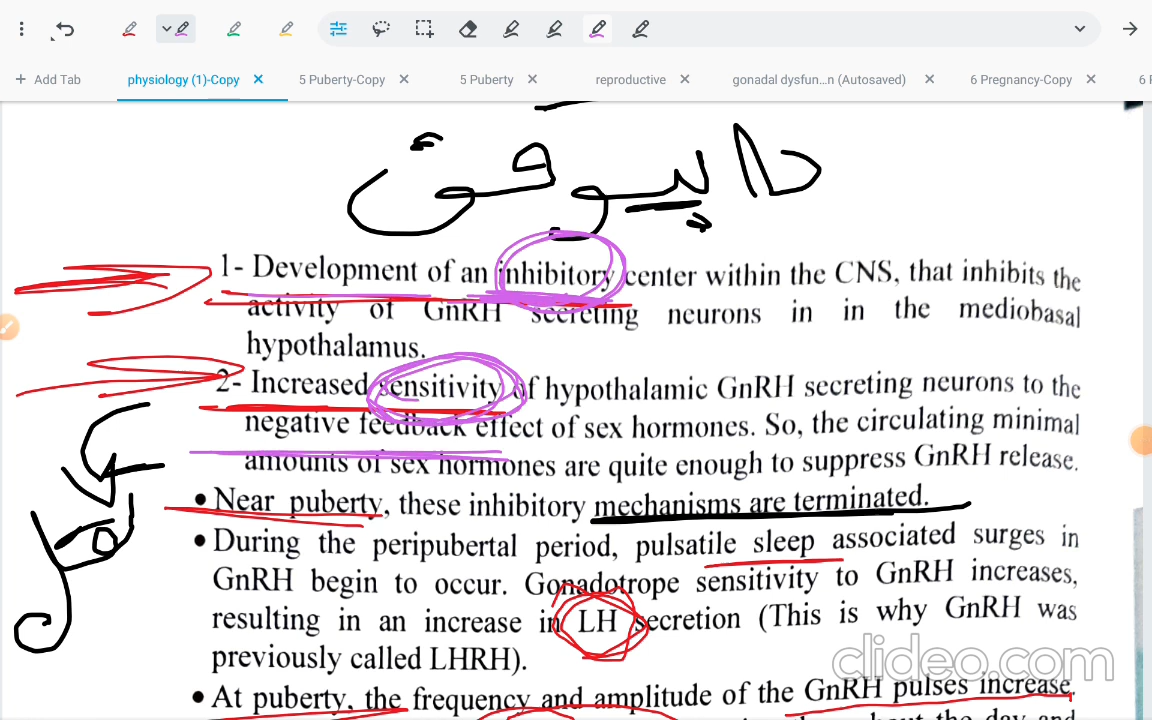 + Add Tab physiology (1)-Copy 5 Puberty-Copy 5 Puberty reproductive gonadal dysfun...n (Autosaved) 6 Pregnancy-Copy
1- Development of an inhibitory center within the CNS, that inhibits the
activity of GnRH secreting neurons in in the mediobasal
hypothalamus.
2- Increased sensitivity of hypothalamic GnRH secreting neurons to the
negative feedback effect of sex hormones. So, the circulating minimal
amounts of sex hormones are quite enough to suppress GnRH release.
• Near puberty, these inhibitory mechanisms are terminated.
• During the peripubertal period, pulsatile sleep associated surges in
GnRH begin to occur. Gonadotrope sensitivity to GnRH increases,
resulting in an increase in LH secretion (This is why GnRH was
previously called LHRH).
• At puberty, the frequency and amplitude of the GnRH pulses increase.
clideo.com